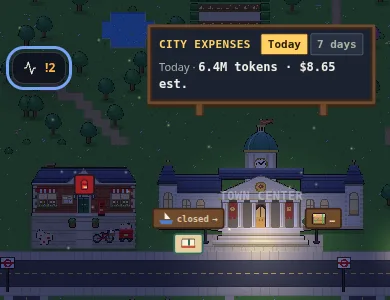 CITY EXPENSES Today 7 days
Today · 6.4M tokens · $8.65
est.
!2
TOWN CENTER
closed →